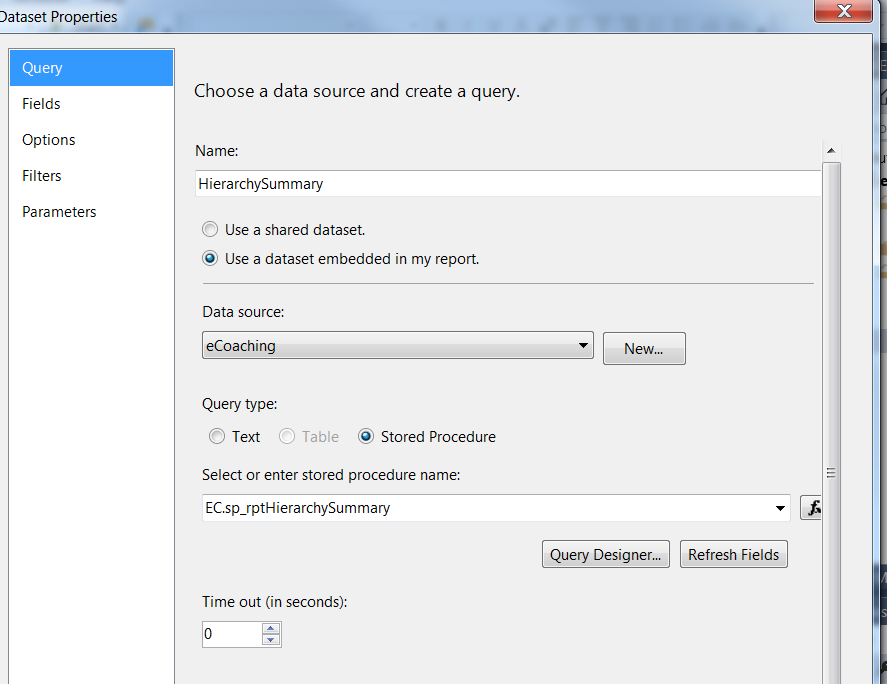 Dataset Properties
Query
Fields
Options
Filters
Parameters
Choose a data source and create a query.
Name:
HierarchySummary
Use a shared dataset.
Use a dataset embedded in my report.
Data source:
eCoaching
New...
Query type:
Text
Table
Stored Procedure
Select or enter stored procedure name:
EC.sp_rptHierarchySummary
Query Designer...
Refresh Fields
Time out (in seconds):
0